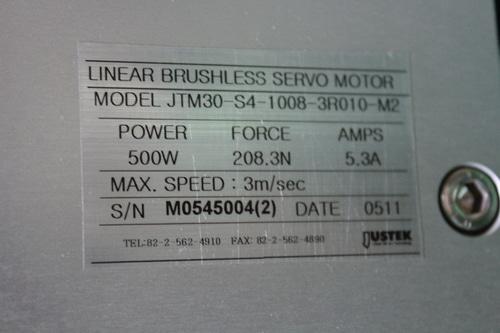 LINEAR BRUSHLESS SERVO MOTOR
MODEL JTM30-S4-1008-3R010-M2
POWER FORCE AMPS
500W 208.3N 5.3A
MAX. SPEED : 3m/sec
S/N M0545004(2) DATE 0511
TEL:82-2-562-4910 FAX: 82-2-562-4890 JUSTEK